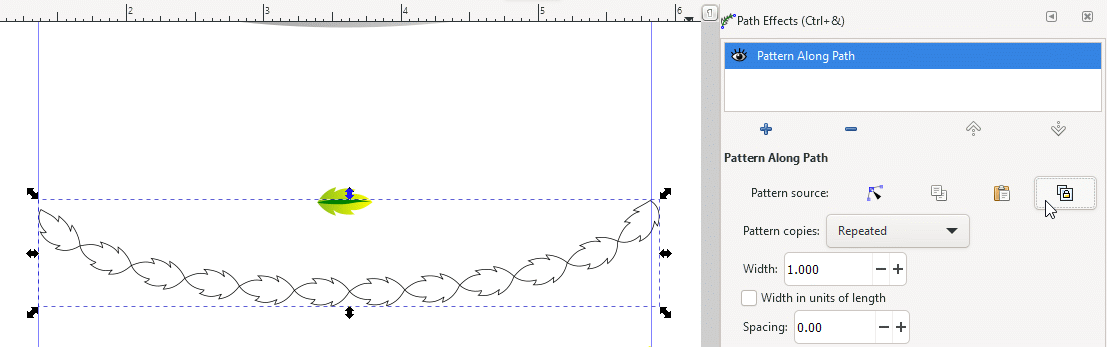 2 3 4 5 6
Path Effects (Ctrl+&)
Pattern Along Path
Pattern Along Path
Pattern source:
Pattern copies: Repeated
Width: 1.000
Width in units of length
Spacing: 0.00